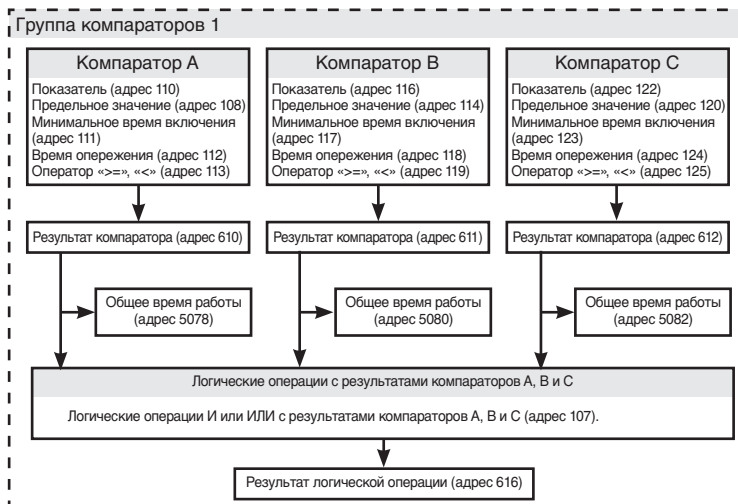 Группа компараторов 1
Компаратор A
Показатель (адрес 110)
Предельное значение (адрес 108)
Минимальное время включения
(адрес 111)
Время опережения (адрес 112)
Оператор «>=», «<» (адрес 113)
Компаратор B
Показатель (адрес 116)
Предельное значение (адрес 114)
Минимальное время включения
(адрес 117)
Время опережения (адрес 118)
Оператор «>=», «<» (адрес 119)
Компаратор C
Показатель (адрес 122)
Предельное значение (адрес 120)
Минимальное время включения
(адрес 123)
Время опережения (адрес 124)
Оператор «>=», «<» (адрес 125)
Результат компаратора (адрес 610)
Результат компаратора (адрес 611)
Результат компаратора (адрес 612)
Общее время работы
(адрес 5078)
Общее время работы
(адрес 5080)
Общее время работы
(адрес 5082)
Логические операции с результатами компараторов A, B и C
Логические операции И или ИЛИ с результатами компараторов A, B и C (адрес 107).
Результат логической операции (адрес 616)